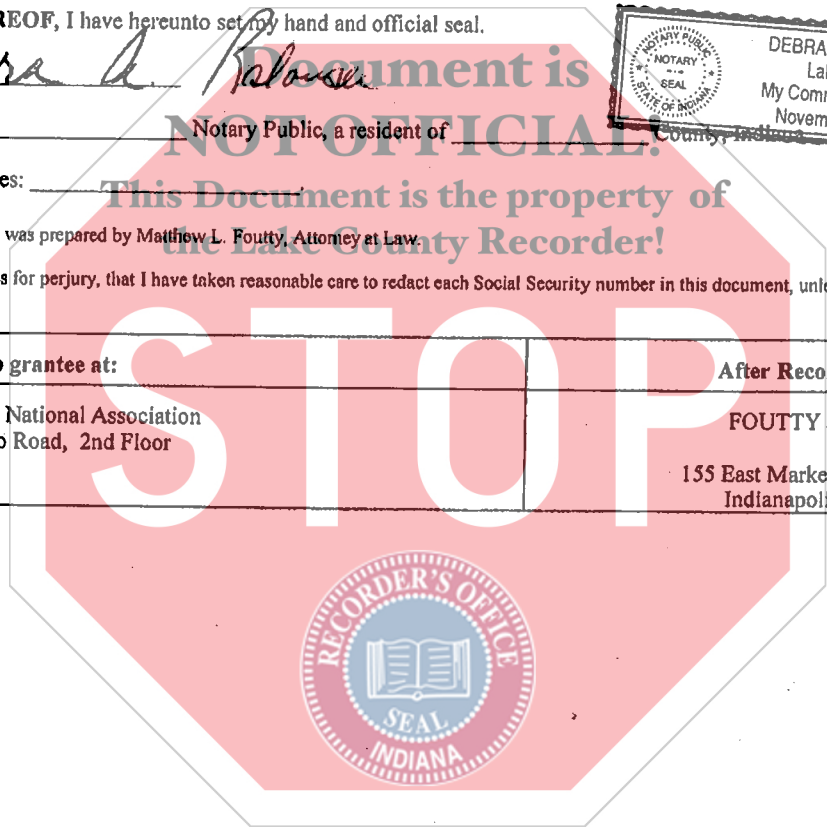 REOF, I have hereunto set my hand and official seal.
A.
NOTARY PUBLIC
NOTARY
SEAL
STATE OF INDIANA
DEBRA
La
My Com
Novem
Document is
NOT OFFICIAL!
Notary Public, a resident of County, Indiana
es:
This Document is the property of
the Lake County Recorder!
was prepared by Matthew L. Foutty, Attorney at Law.
s for perjury, that I have taken reasonable care to redact each Social Security number in this document, unle
STOP
grantee at:
After Reco
National Association
Road, 2nd Floor
FOUTTY
155 East Marke
Indianapoli
RECORDER'S OFFICE
SEAL
INDIANA